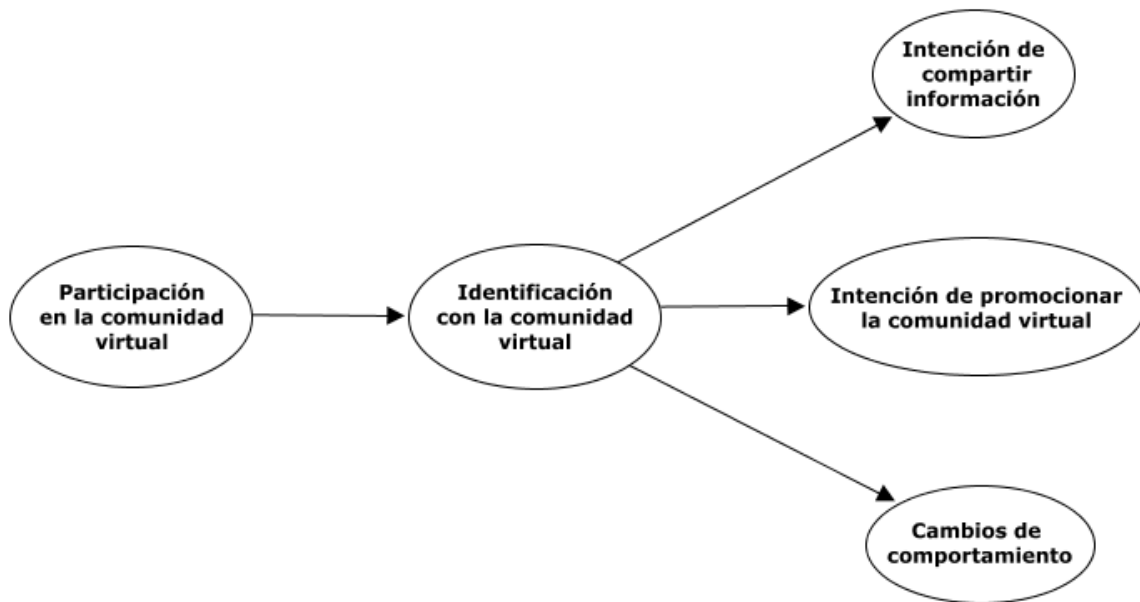 Intención de
compartir
información
Participación
en la comunidad
virtual
Identificación
con la comunidad
virtual
Intención de promocionar
la comunidad virtual
Cambios de
comportamiento